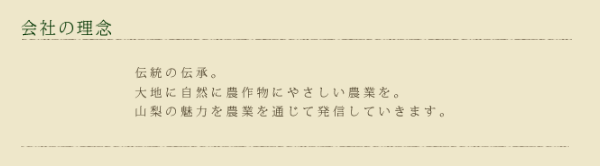 会社の理念
伝統の伝承。
大地に自然に農作物にやさしい農業を。
山梨の魅力を農業を通じて発信していきます。